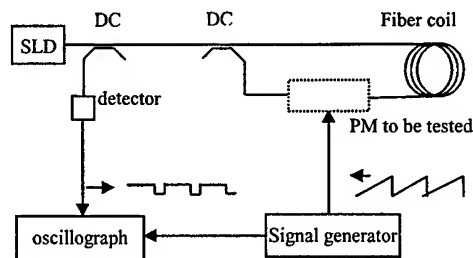 DC
DC
Fiber coil
SLD
detector
PM to be tested
oscillograph
Signal generator